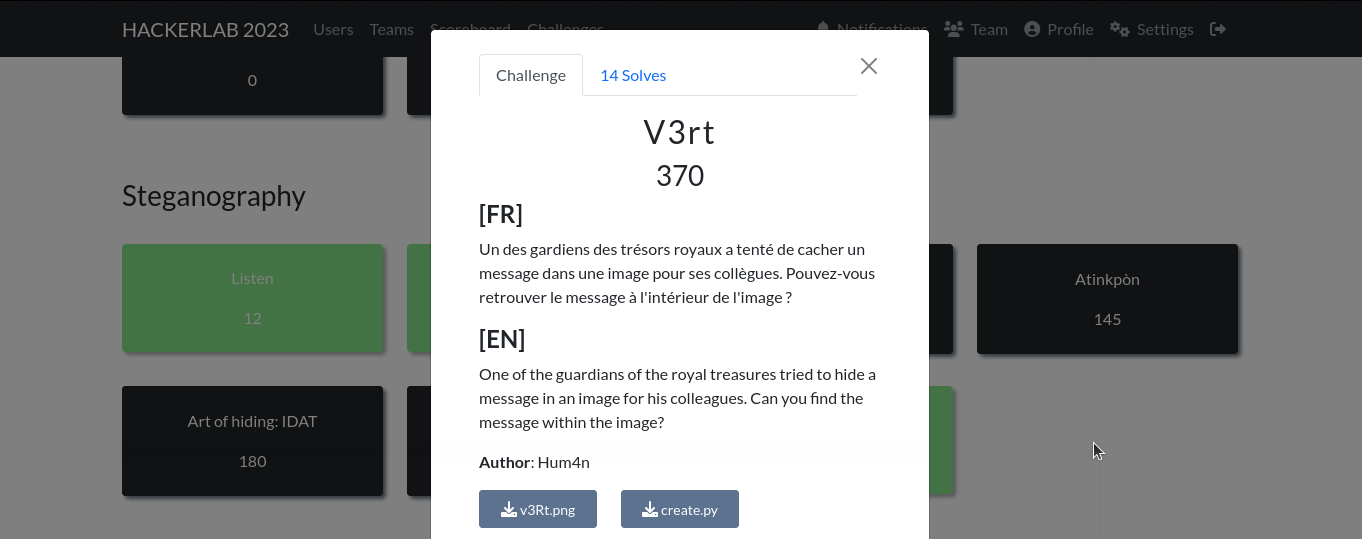 HACKERLAB 2023 Users Teams Scoreboard Challenges Notifications Team Profile Settings
Challenge 14 Solves
0
V3rt
370
Steganography
[FR]
Un des gardiens des trésors royaux a tenté de cacher un
message dans une image pour ses collègues. Pouvez-vous
retrouver le message à l'intérieur de l'image ?
[EN]
One of the guardians of the royal treasures tried to hide a
message in an image for his colleagues. Can you find the
message within the image?
Author: Hum4n
v3Rt.png create.py
Listen
12
Atinkpòn
145
Art of hiding: IDAT
180